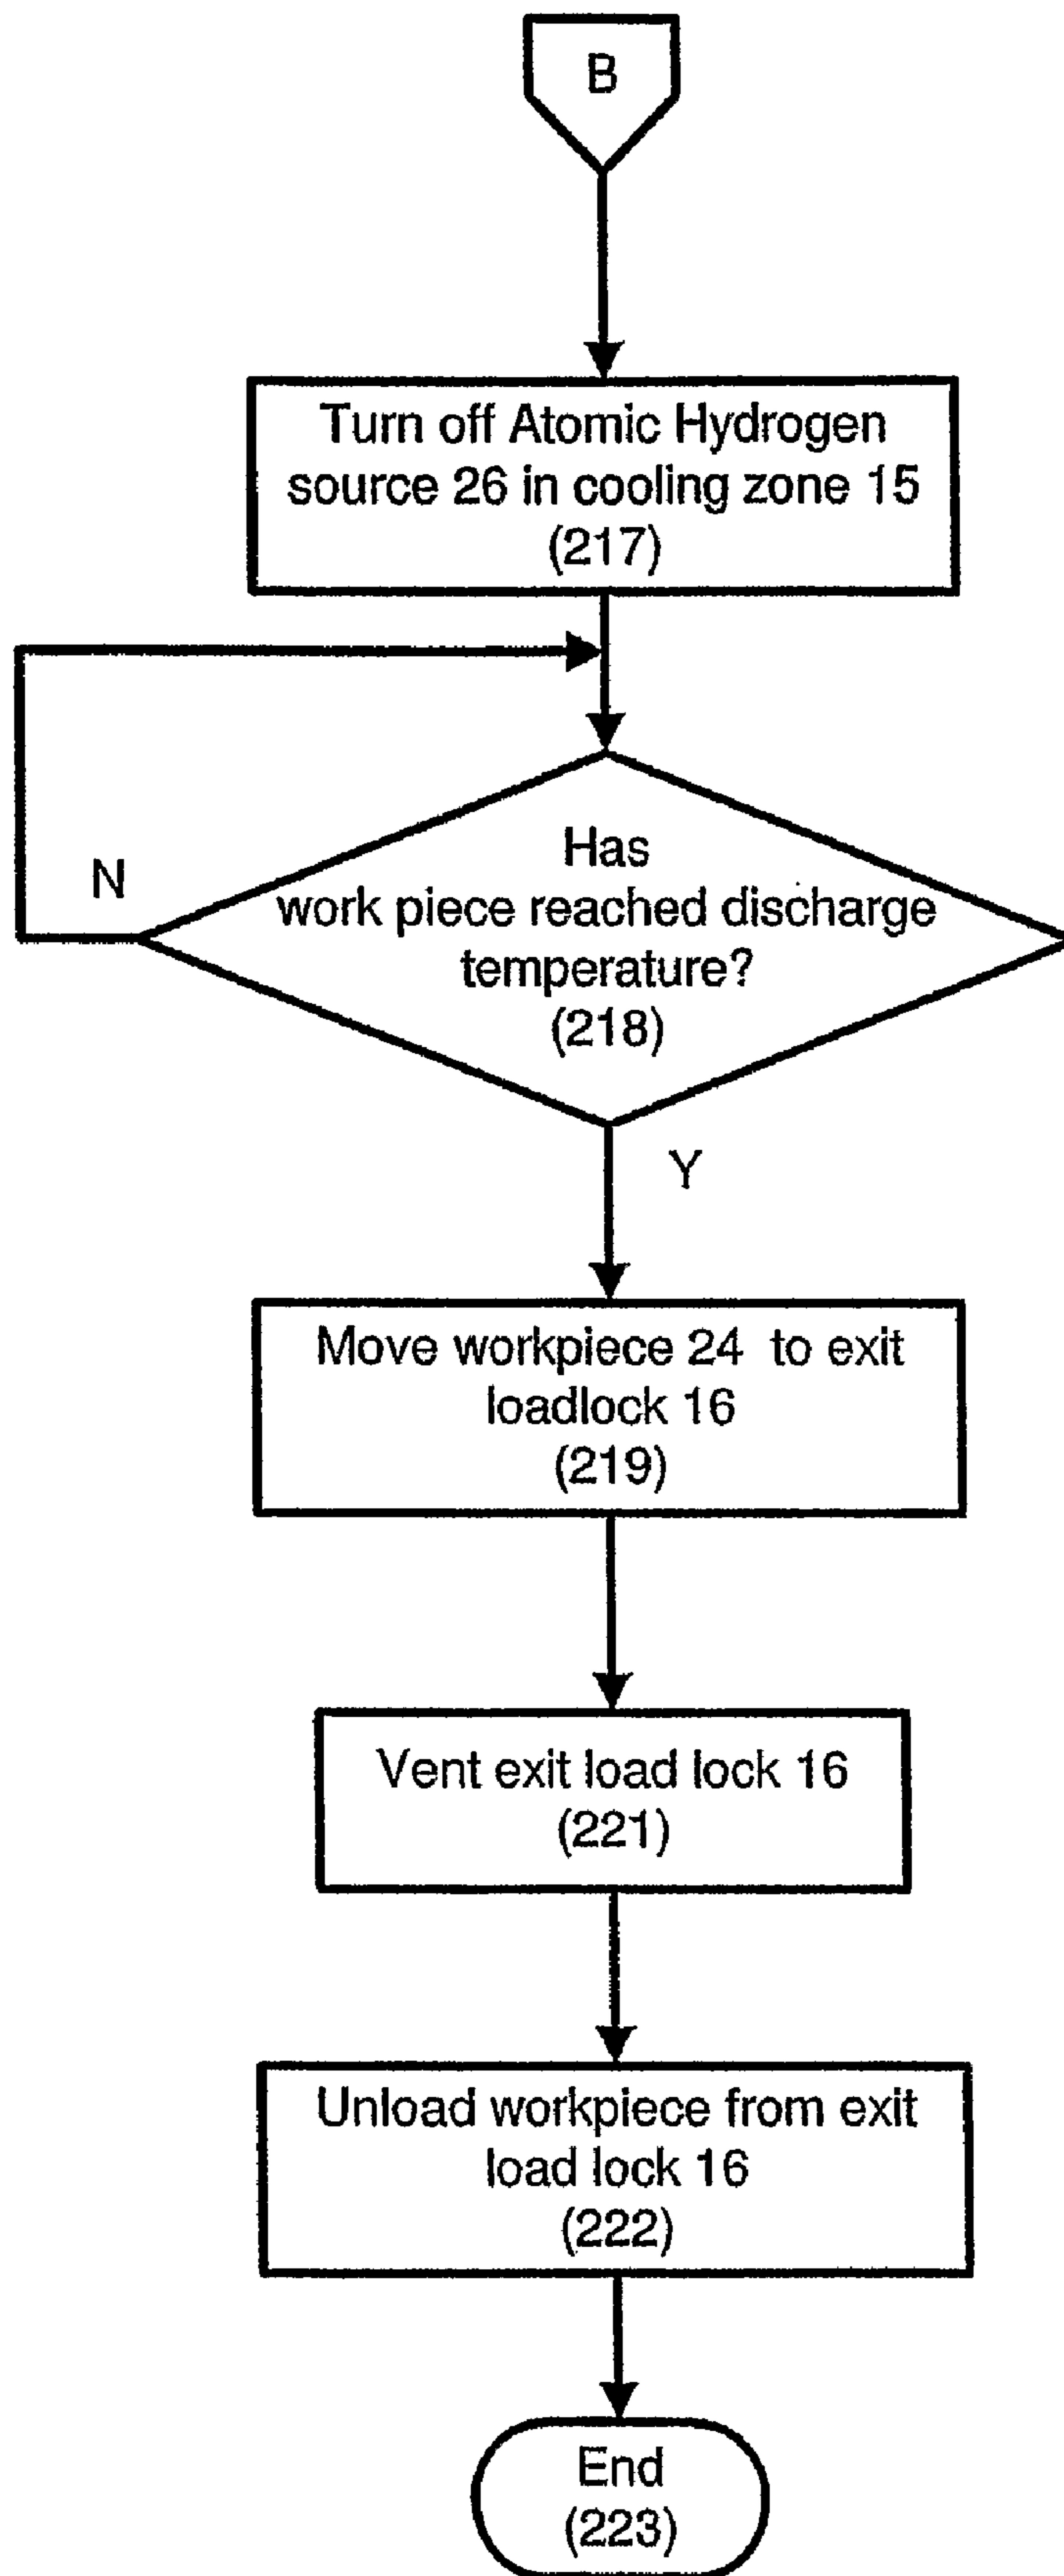 B
Turn off Atomic Hydrogen
source 26 in cooling zone 15
(217)
Has
work piece reached discharge
temperature?
(218)
N
Y
Move workpiece 24 to exit
loadlock 16
(219)
Vent exit load lock 16
(221)
Unload workpiece from exit
load lock 16
(222)
End
(223)